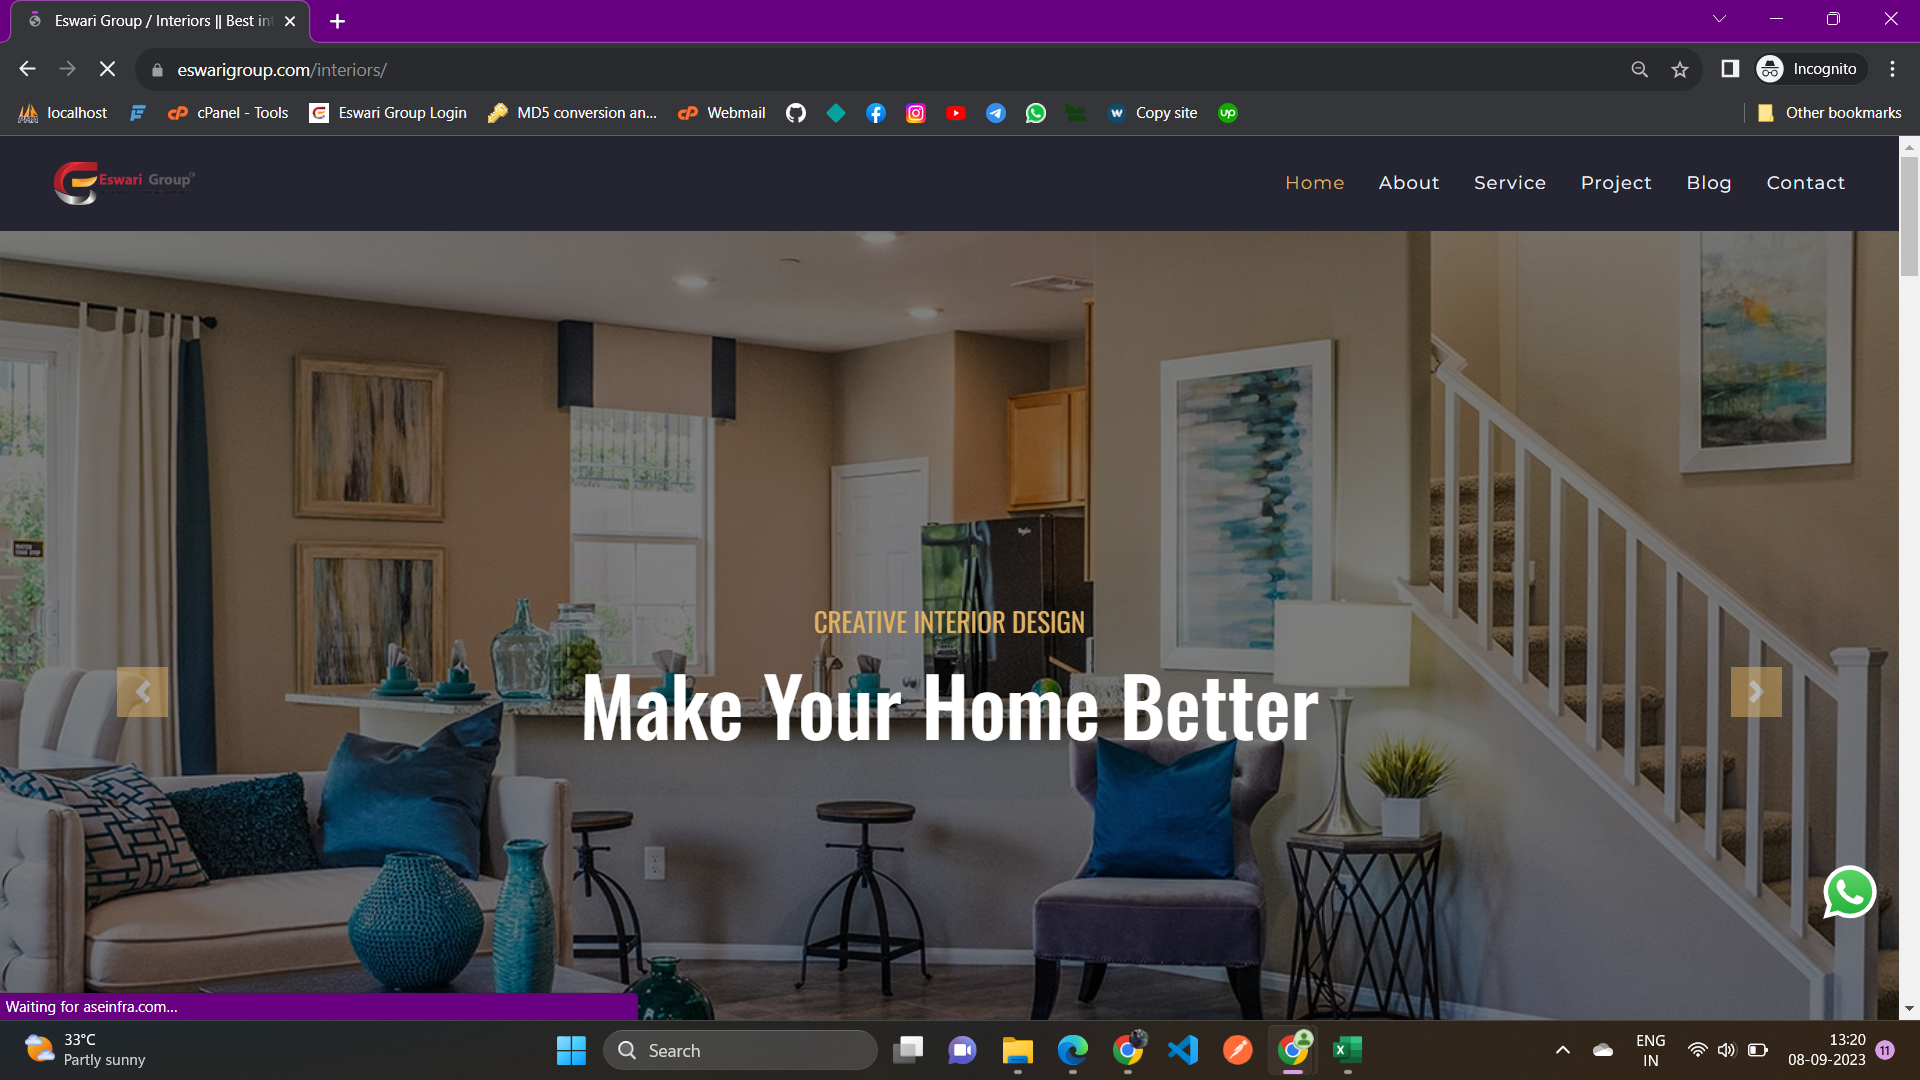 Eswari Group / Interiors || Best in
eswarigroup.com/interiors/
Incognito
localhost
cPanel - Tools
Eswari Group Login
MD5 conversion an...
Webmail
Copy site
Other bookmarks
Eswari Group
Home
About
Service
Project
Blog
Contact
CREATIVE INTERIOR DESIGN
Make Your Home Better
Waiting for aseinfra.com...
33°C
Partly sunny
Search
ENG
IN
13:20
08-09-2023
11